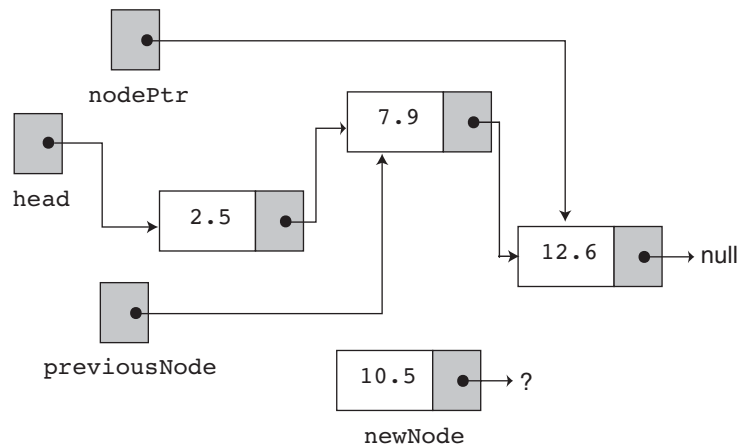 nodePtr
head
7.9
2.5
12.6
null
previousNode
10.5
?
newNode